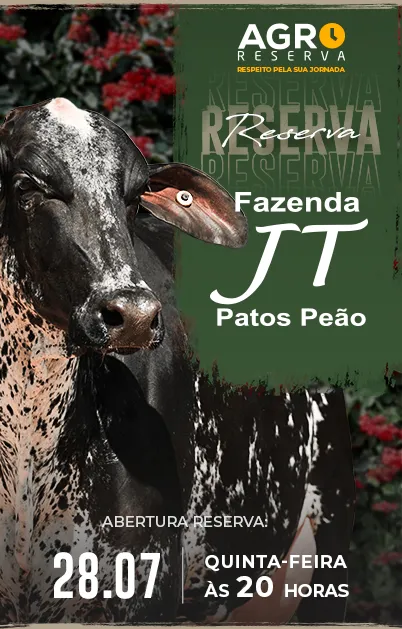 AGRO
RESERVA
RESPEITO PELA SUA JORNADA
RESERVA
RESERVA
Reserva
RESERVA
Fazenda
JT
Patos Peão
ABERTURA RESERVA:
28.07
QUINTA-FEIRA
ÀS 20 HORAS